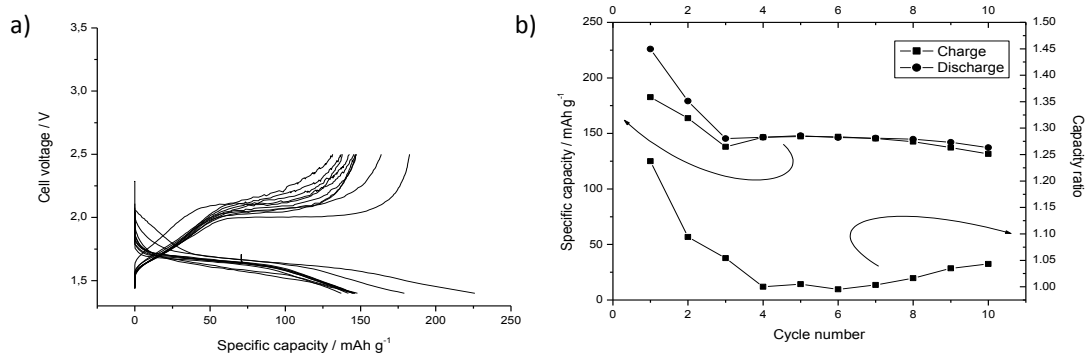 a)
3,5
3,0
2,5
2,0
1,5
Cell voltage / V
0 50 100 150 200 250
Specific capacity / mAh g-1
b)
0 2 4 6 8 10
250
200
150
100
50
0
Specific capacity / mAh g-1
Charge
Discharge
1.50
1.45
1.40
1.35
1.30
1.25
1.20
1.15
1.10
1.05
1.00
Capacity ratio
0 2 4 6 8 10
Cycle number